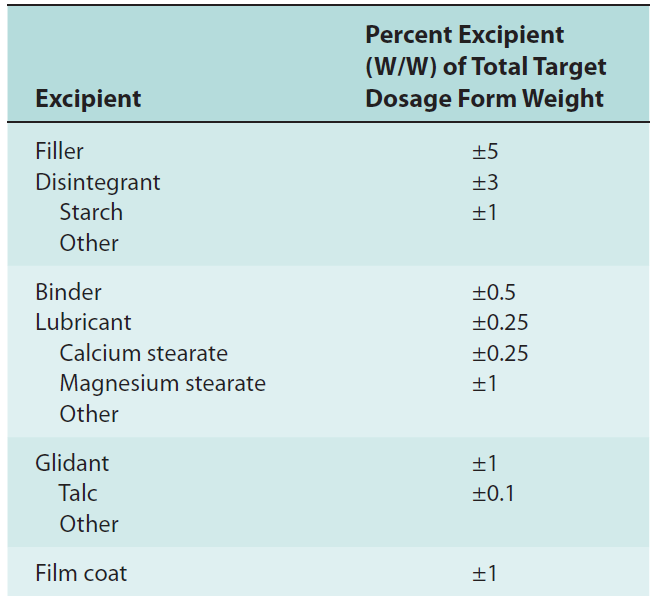 Excipient Percent Excipient
(W/W) of Total Target
Dosage Form Weight
Filler ±5
Disintegrant ±3
Starch ±1
Other
Binder ±0.5
Lubricant ±0.25
Calcium stearate ±0.25
Magnesium stearate ±1
Other
Glidant ±1
Talc ±0.1
Other
Film coat ±1